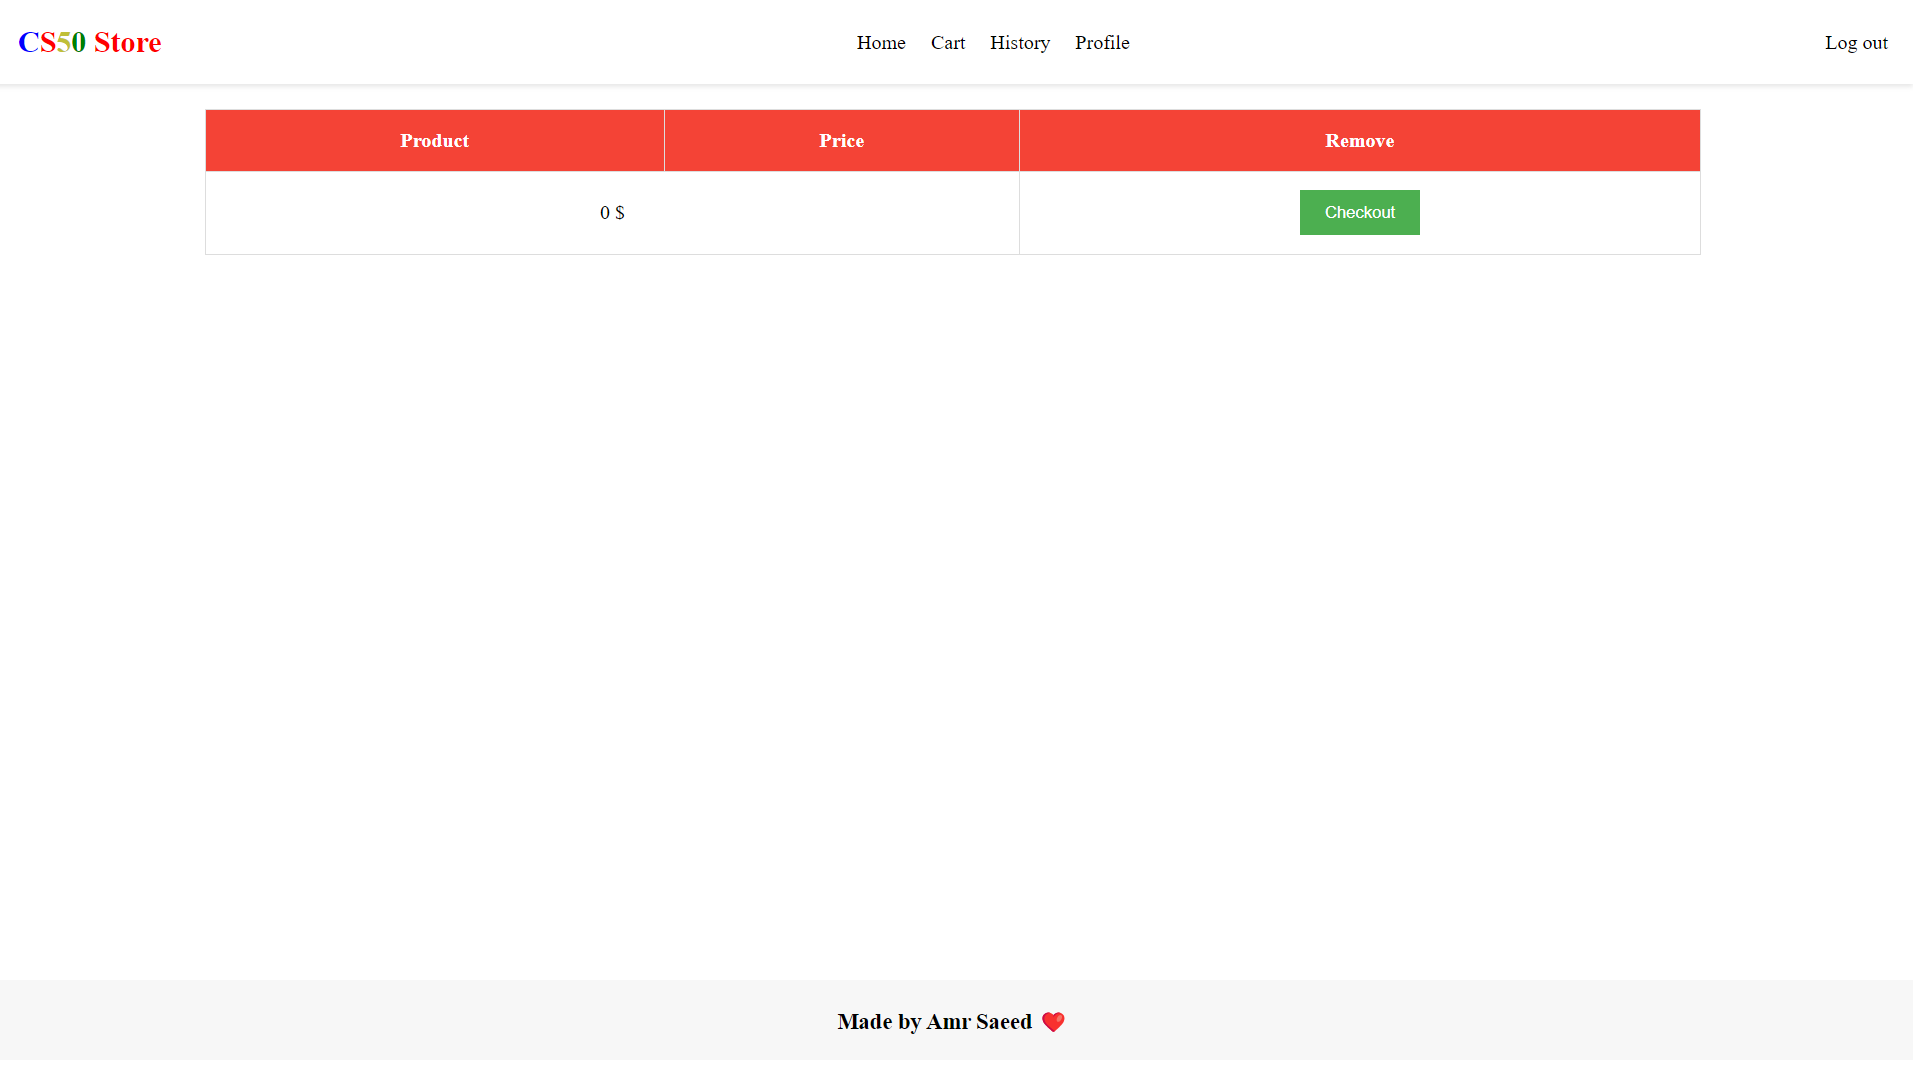 CS50 Store Home Cart History Profile Log out
Product Price Remove
0 $ Checkout
Made by Amr Saeed ❤️